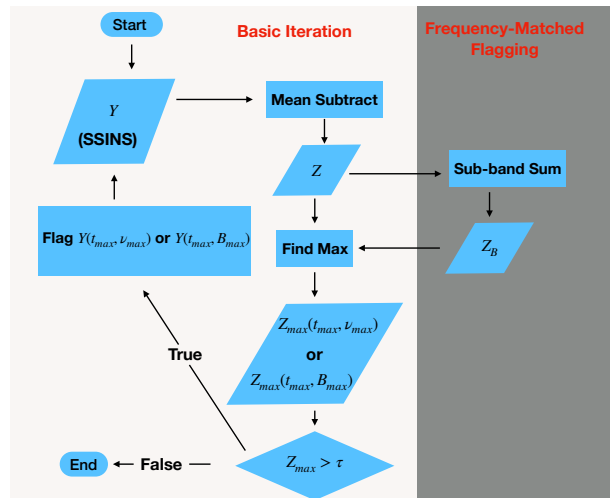 Start
Basic Iteration
Frequency-Matched
Flagging
Y
(SSINS)
Mean Subtract
Z
Sub-band Sum
Flag Y(t_max, ν_max) or Y(t_max, B_max)
Find Max
Z_B
Z_max(t_max, ν_max)
or
Z_max(t_max, B_max)
True
End
False
Z_max > τ